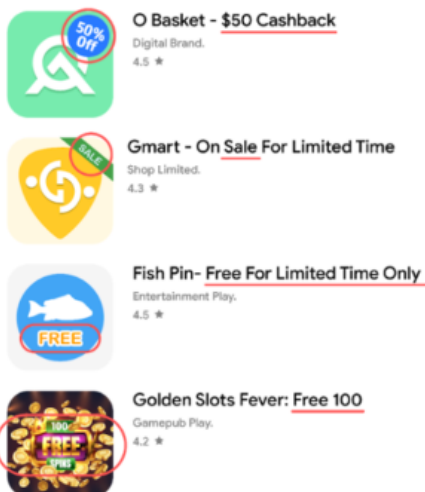 50%
Off
O Basket - $50 Cashback
Digital Brand.
4.5 ★
SALE
Gmart - On Sale For Limited Time
Shop Limited.
4.3 ★
FREE
Fish Pin- Free For Limited Time Only
Entertainment Play.
4.5 ★
100
FREE
SPINS
Golden Slots Fever: Free 100
Gamepub Play.
4.2 ★